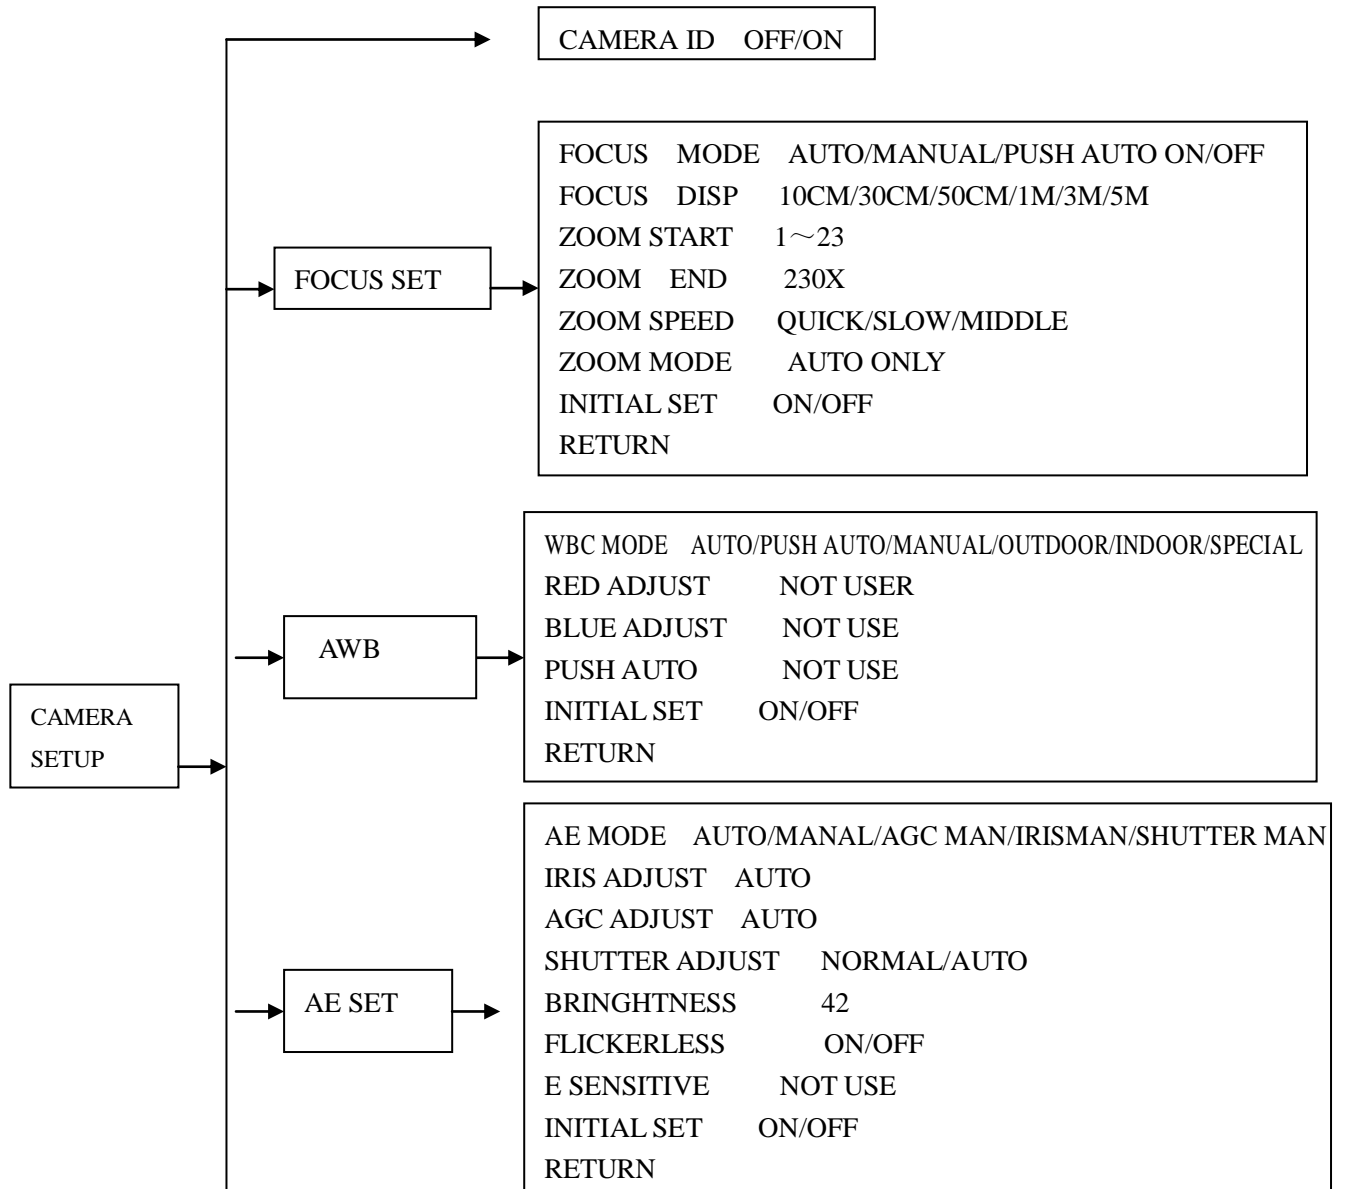 CAMERA ID OFF/ON
FOCUS MODE AUTO/MANUAL/PUSH AUTO ON/OFF
FOCUS DISP 10CM/30CM/50CM/1M/3M/5M
ZOOM START 1～23
ZOOM END 230X
ZOOM SPEED QUICK/SLOW/MIDDLE
ZOOM MODE AUTO ONLY
INITIAL SET ON/OFF
RETURN
FOCUS SET
WBC MODE AUTO/PUSH AUTO/MANUAL/OUTDOOR/INDOOR/SPECIAL
RED ADJUST NOT USER
BLUE ADJUST NOT USE
PUSH AUTO NOT USE
INITIAL SET ON/OFF
RETURN
AWB
CAMERA
SETUP
AE MODE AUTO/MANAL/AGC MAN/IRISMAN/SHUTTER MAN
IRIS ADJUST AUTO
AGC ADJUST AUTO
SHUTTER ADJUST NORMAL/AUTO
BRINGHTNESS 42
FLICKERLESS ON/OFF
E SENSITIVE NOT USE
INITIAL SET ON/OFF
RETURN
AE SET